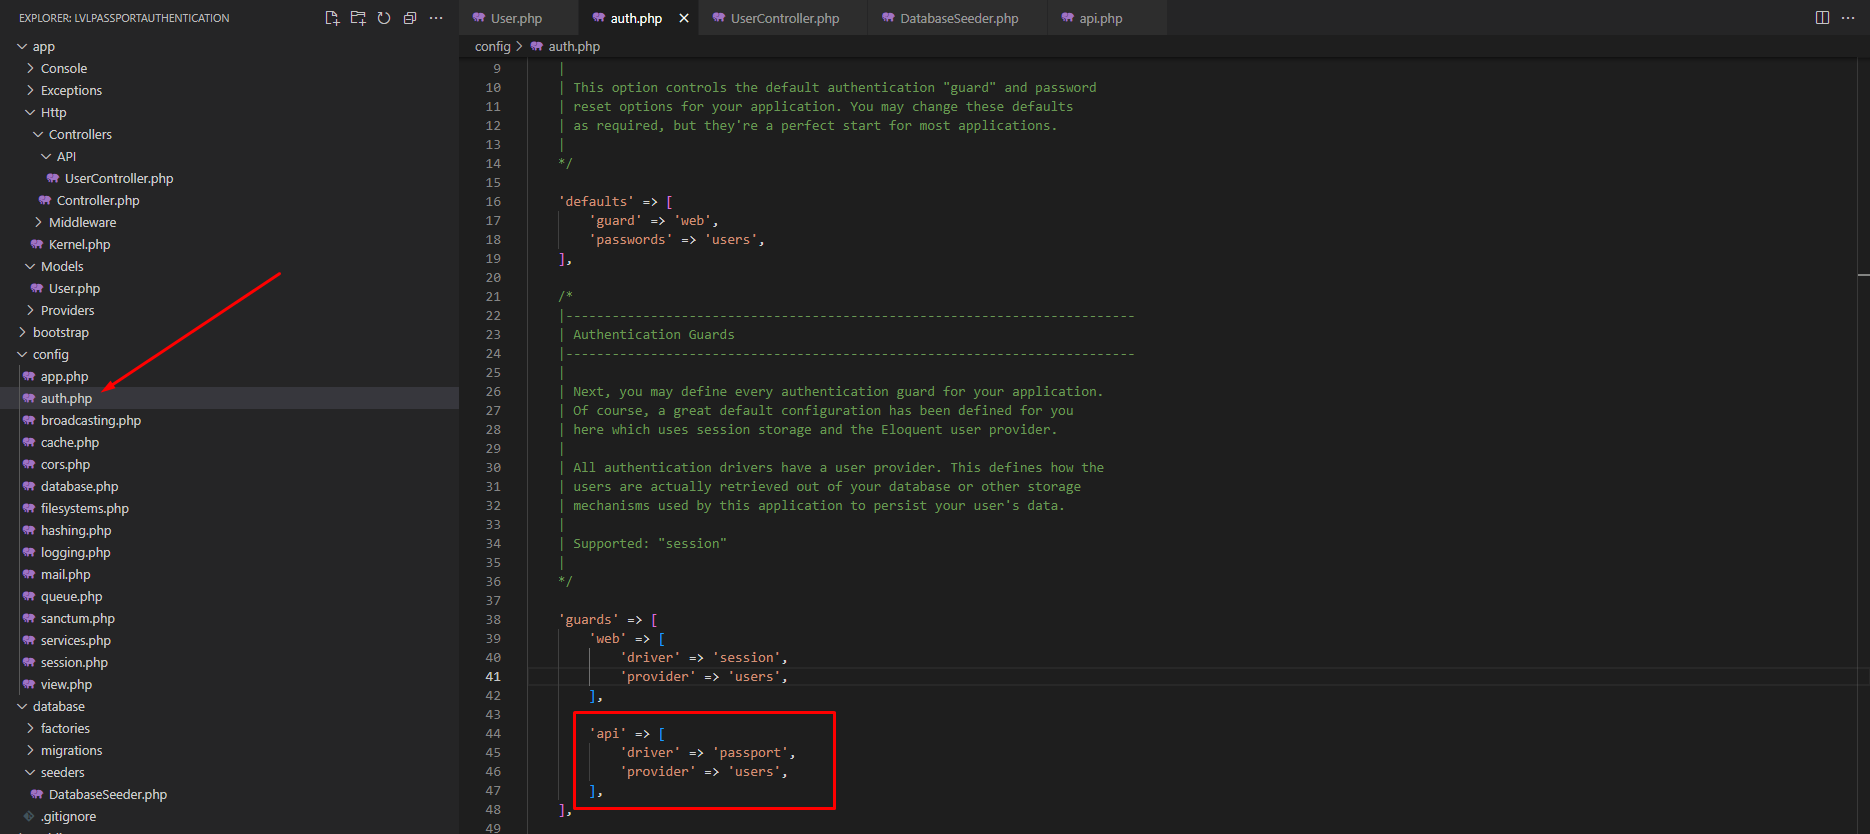 EXPLORER: LVLPASSPORTAUTHENTICATION
app
Console
Exceptions
Http
Controllers
API
UserController.php
Controller.php
Middleware
Kernel.php
Models
User.php
Providers
bootstrap
config
app.php
auth.php
broadcasting.php
cache.php
cors.php
database.php
filesystems.php
hashing.php
logging.php
mail.php
queue.php
sanctum.php
services.php
session.php
view.php
database
factories
migrations
seeders
DatabaseSeeder.php
.gitignore
User.php auth.php UserController.php DatabaseSeeder.php api.php
config > auth.php
9 |
10 | This option controls the default authentication "guard" and password
11 | reset options for your application. You may change these defaults
12 | as required, but they're a perfect start for most applications.
13 |
14 */
15
16 'defaults' => [
17 'guard' => 'web',
18 'passwords' => 'users',
19 ],
20
21 /*
22 |--------------------------------------------------------------------------
23 | Authentication Guards
24 |--------------------------------------------------------------------------
25 |
26 | Next, you may define every authentication guard for your application.
27 | Of course, a great default configuration has been defined for you
28 | here which uses session storage and the Eloquent user provider.
29 |
30 | All authentication drivers have a user provider. This defines how the
31 | users are actually retrieved out of your database or other storage
32 | mechanisms used by this application to persist your user's data.
33 |
34 | Supported: "session"
35 |
36 */
37
38 'guards' => [
39 'web' => [
40 'driver' => 'session',
41 'provider' => 'users',
42 ],
43
44 'api' => [
45 'driver' => 'passport',
46 'provider' => 'users',
47 ],
48 ],
49